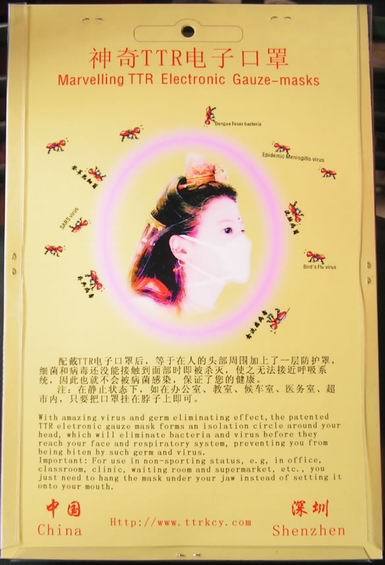 神奇TTR电子口罩
Marvelling TTR Electronic Gauze-masks
Dengue Fever bacteria
Epidemic Meningitis virus
SARS virus
Bird's Flu virus
配戴TTR电子口罩后，等于在人的头部周围加上了一层防护罩，
细菌和病毒还没能接触到面部时即被杀灭，使之无法接近呼吸系
统，因此也就不会被病菌感染，保证了您的健康。
注：在静止状态下，如在办公室、教室、候车室、医务室、超
市内，只要把口罩挂在脖子上即可。
With amazing virus and germ eliminating effect, the patented
TTR eletronic gauze mask forms an isolation circle around your
head, which will eliminate bacteria and virus before they
reach your face and respiratory system, preventing you from
being biten by such germ and virus.
Important: For use in non-sporting status, e.g, in office,
classroom, clinic, waiting room and supermarket, etc., you
just need to hang the mask under your jaw instead of setting it
onto your mouth.
中国
深圳
China
Http://www.ttrkcy.com
Shenzhen